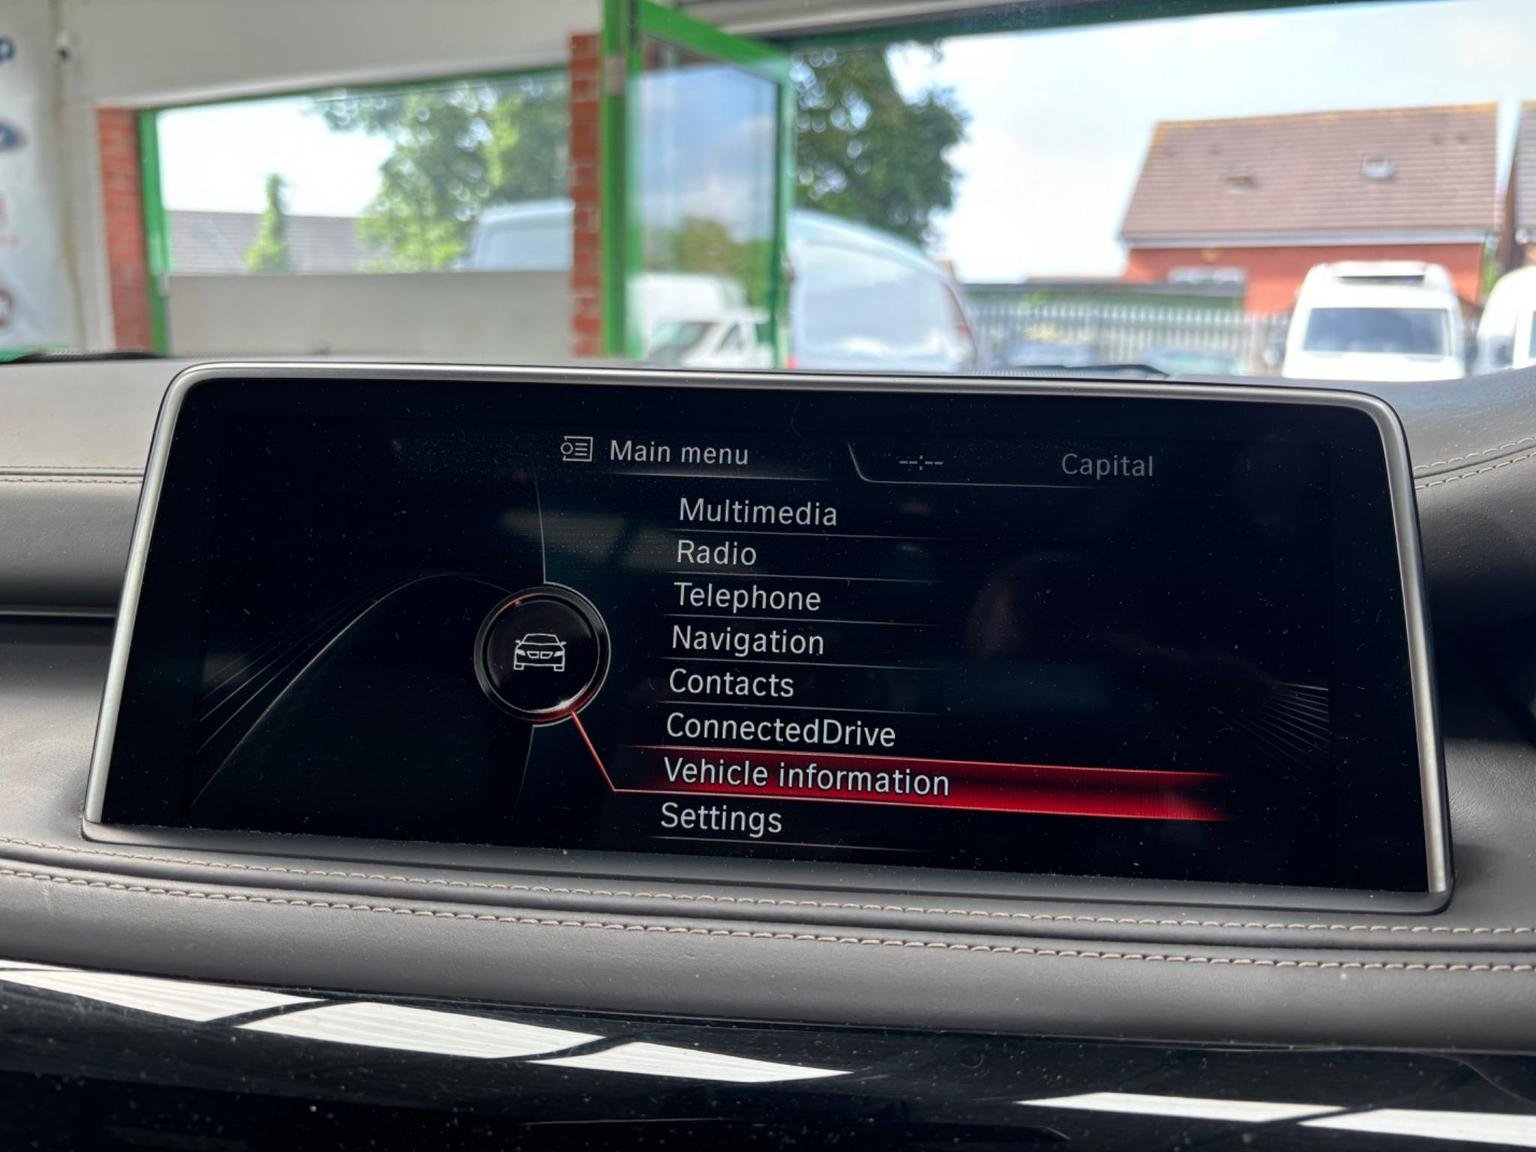 Main menu
--:--
Capital
Multimedia
Radio
Telephone
Navigation
Contacts
ConnectedDrive
Vehicle information
Settings